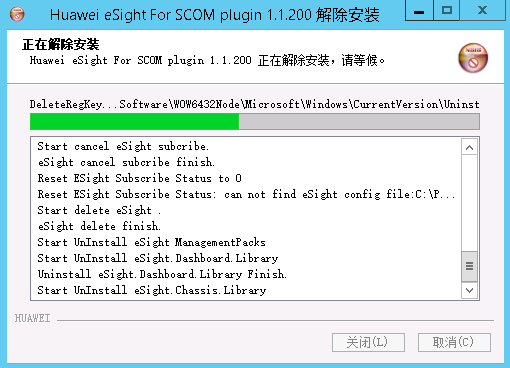 Huawei eSight For SCOM plugin 1.1.200 解除安装
正在解除安装
Huawei eSight For SCOM plugin 1.1.200 正在解除安装，请等候。
DeleteRegKey...Software\WOW6432Node\Microsoft\Windows\CurrentVersion\Uninst
Start cancel eSight subcribe.
eSight cancel subcribe finish.
Reset ESight Subscribe Status to 0
Reset ESight Subscribe Status: can not find eSight config file:C:\P...
Start delete eSight .
eSight delete finish.
Start UnInstall eSight ManagementPacks
Start UnInstall eSight.Dashboard.Library
Uninstall eSight.Dashboard.Library Finish.
Start UnInstall eSight.Chassis.Library
HUAWEI
关闭(L)
取消(C)